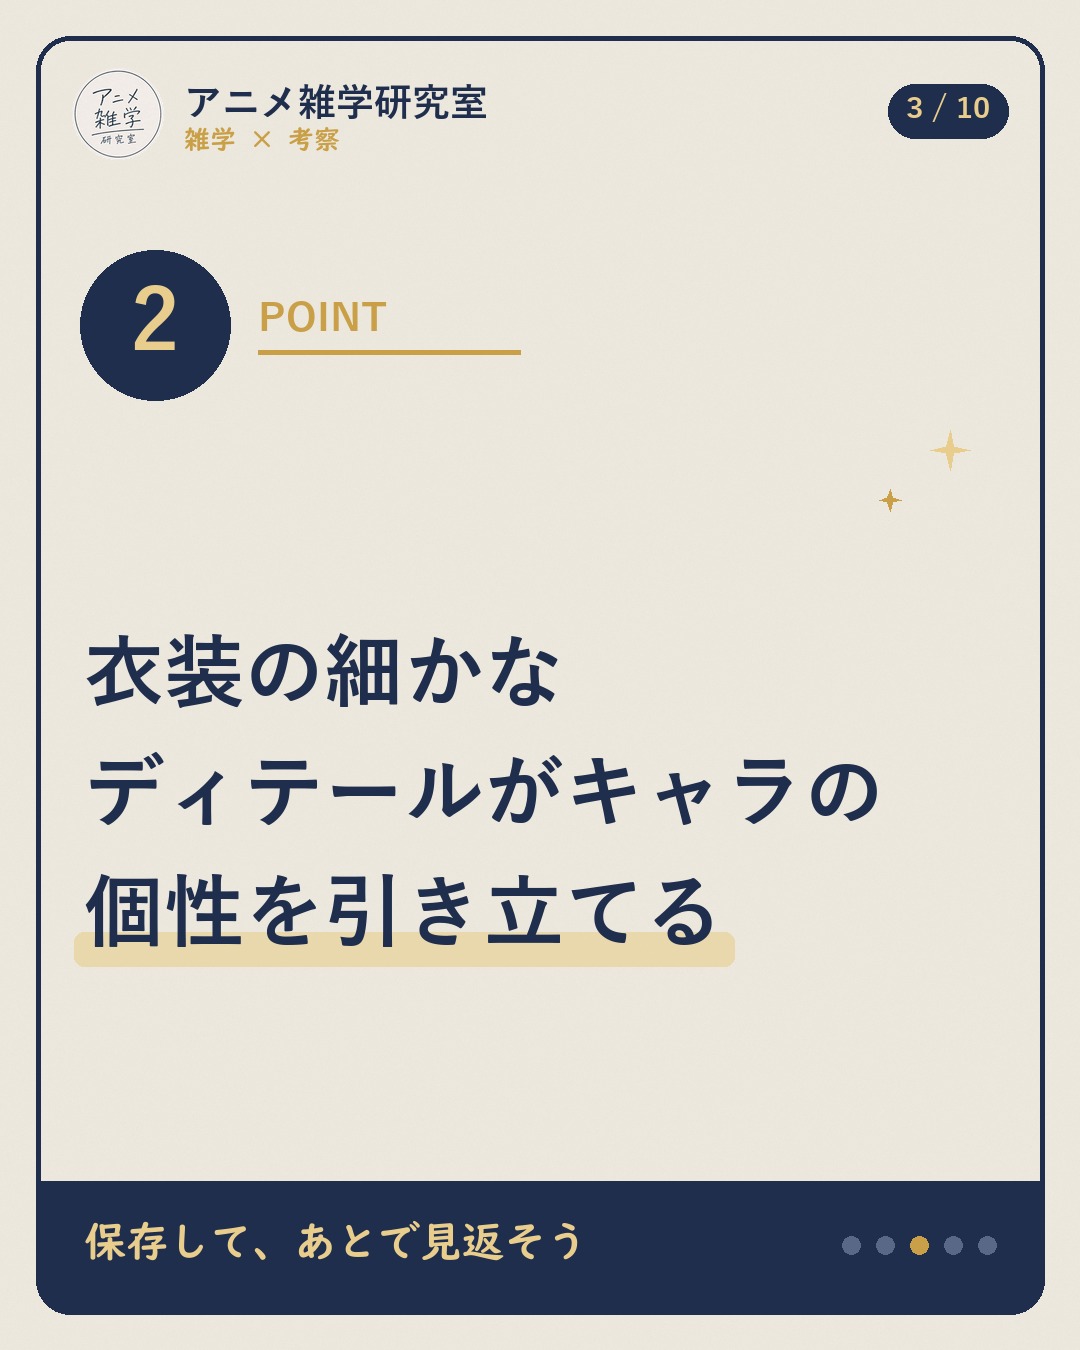 アニメ
雑学
研究室
アニメ雑学研究室
雑学 × 考察
3 / 10
2
POINT
衣装の細かな
ディテールがキャラの
個性を引き立てる
保存して、あとで見返そう